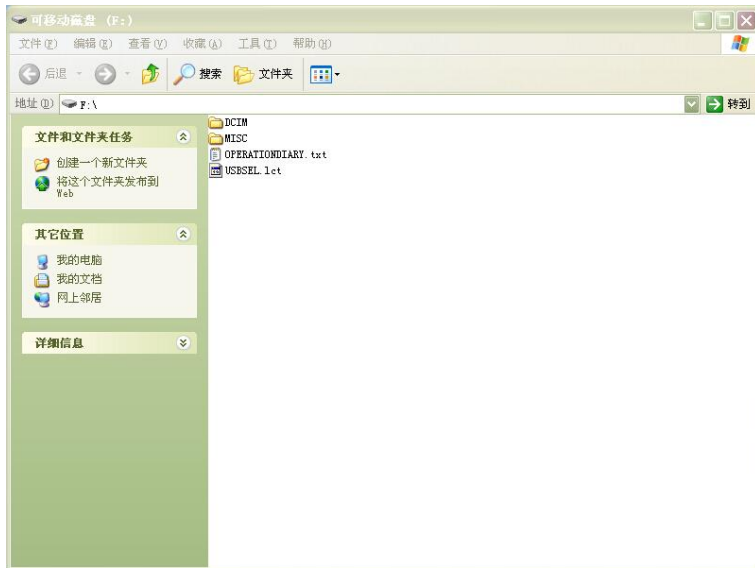 可移动磁盘 (F:)
文件(F) 编辑(E) 查看(V) 收藏(A) 工具(T) 帮助(H)
后退 搜索 文件夹
地址(D) F:\ 转到
文件和文件夹任务
创建一个新文件夹
将这个文件夹发布到
Web
其它位置
我的电脑
我的文档
网上邻居
详细信息
DCIM
MISC
OPERATIONDIARY.txt
USBSEL.lct